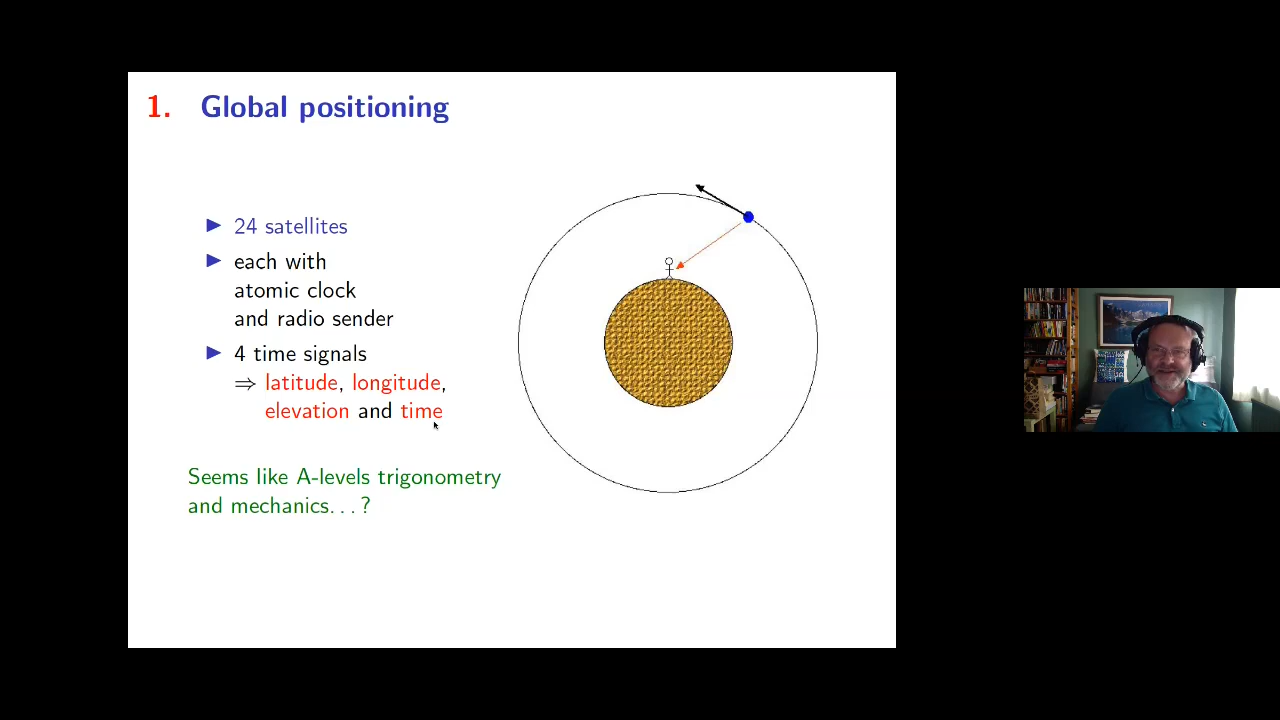 1. Global positioning
▶ 24 satellites
▶ each with
atomic clock
and radio sender
▶ 4 time signals
⇒ latitude, longitude,
elevation and time
Seems like A-levels trigonometry
and mechanics. . . ?